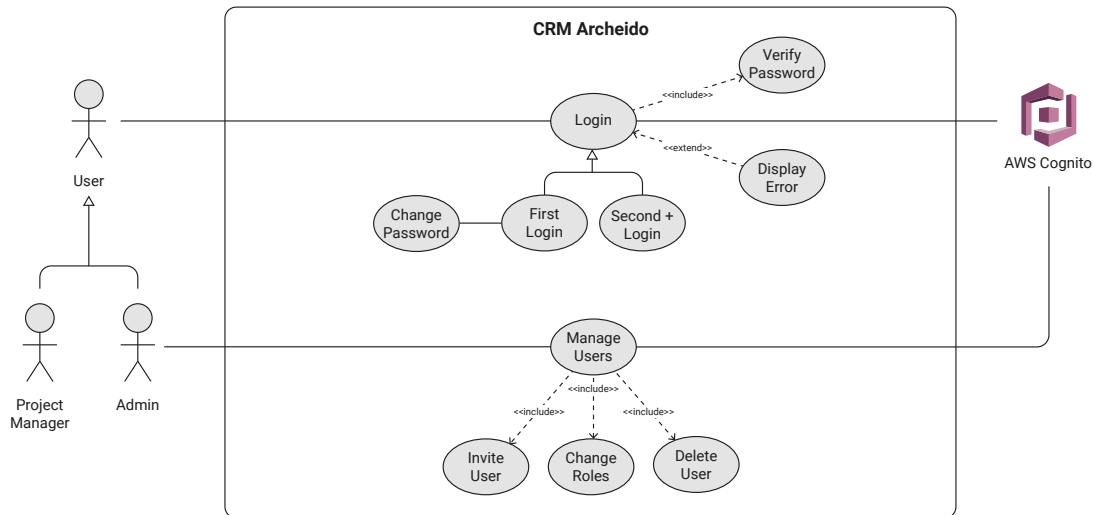 CRM Archeido
Verify
Password
<<include>>
Login
User
AWS Cognito
<<extend>>
Display
Error
Change
Password
First
Login
Second +
Login
Manage
Users
Project
Manager
Admin
<<include>>
<<include>>
<<include>>
Invite
User
Change
Roles
Delete
User